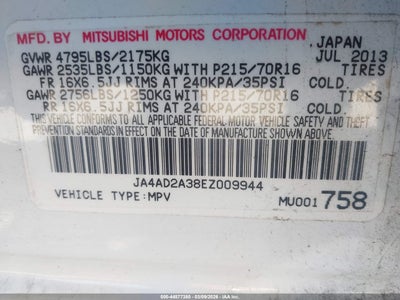 MFD. BY MITSUBISHI MOTORS CORPORATION JAPAN
GVWR 4795LBS/2175KG JUL 2013
GAWR 2535LBS/1150KG WITH P215/70R16 TIRES
FR 16X6.5JJ RIMS AT 240KPA/35PSI COLD.
GAWR 2756LBS/1250KG WITH P215/70R16 TIRES
RR 16X6.5JJ RIMS AT 240KPA/35PSI COLD.
THIS VEHICLE CONFORMS TO ALL APPLICABLE
FEDERAL MOTOR VEHICLE SAFETY AND THEFT
PREVENTION STANDARDS IN EFFECT ON THE
DATE OF MANUFACTURE SHOWN ABOVE.
JA4AD2A38EZ009944
VEHICLE TYPE:MPV MU001 758